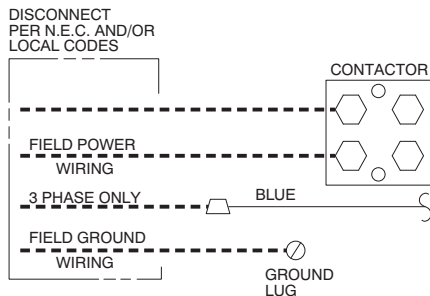 DISCONNECT
PER N.E.C. AND/OR
LOCAL CODES
CONTACTOR
FIELD POWER
WIRING
3 PHASE ONLY
BLUE
FIELD GROUND
WIRING
GROUND
LUG